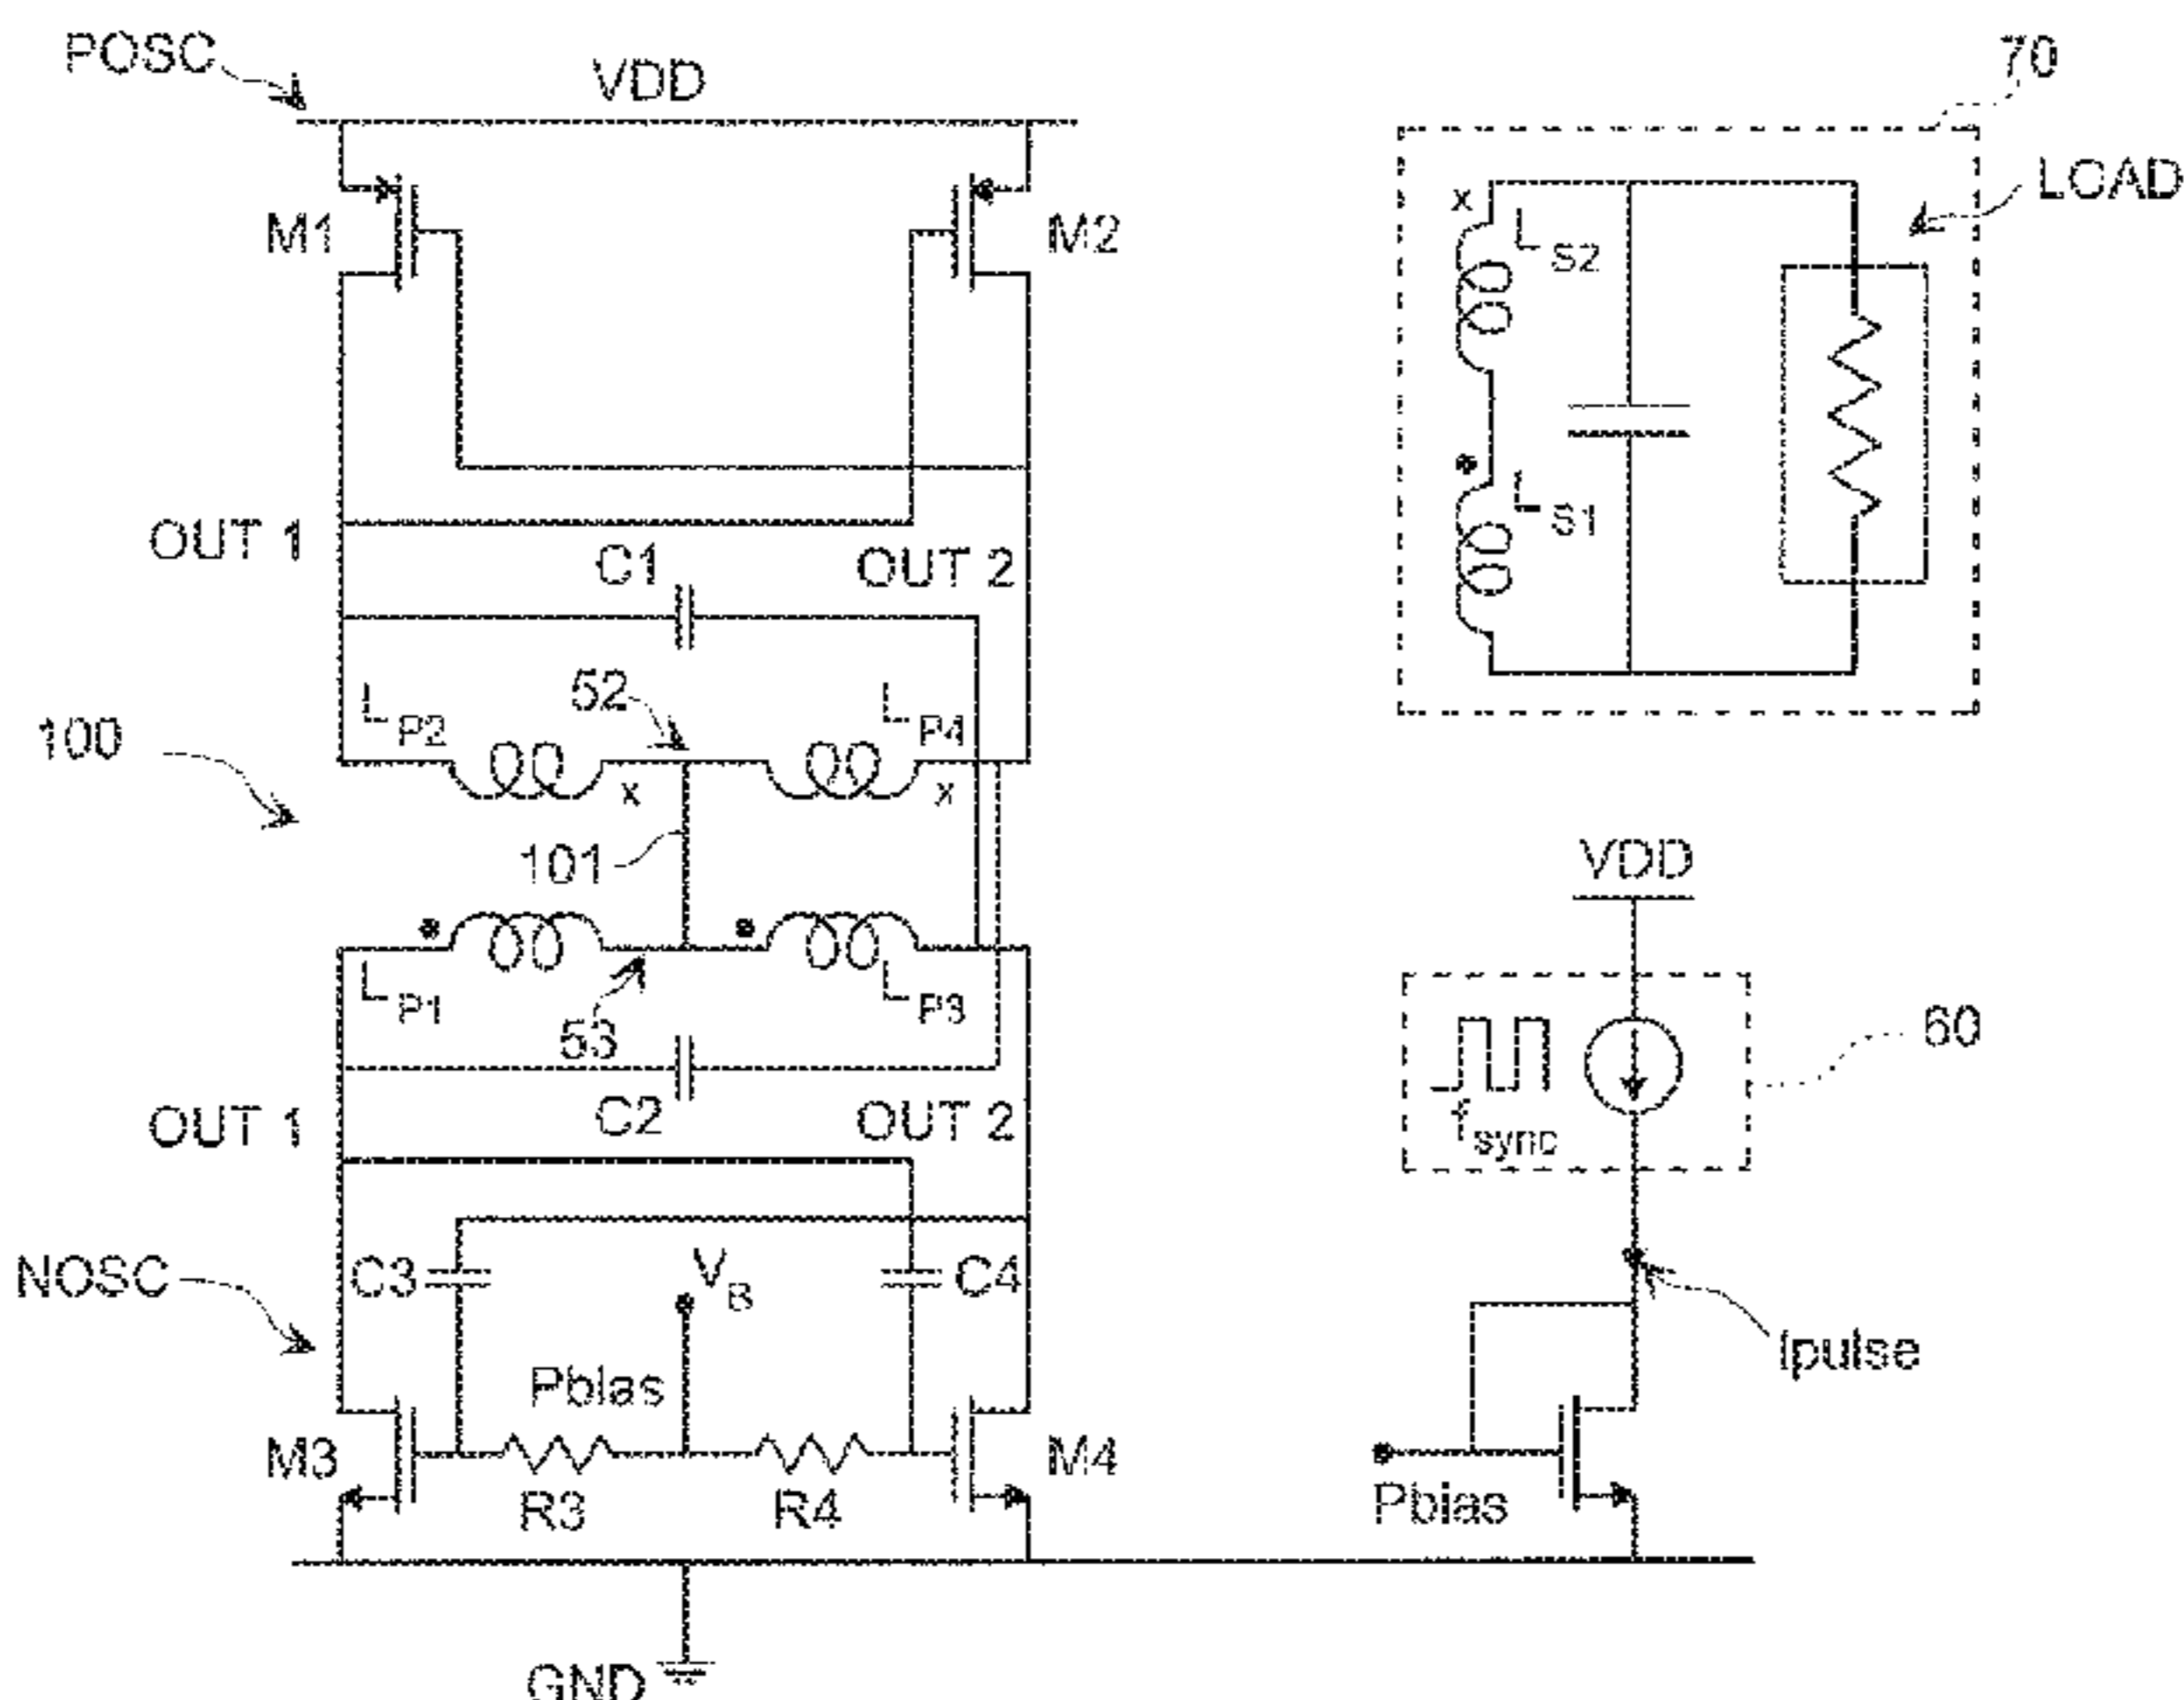 POSC
VDD
70
LOAD
M1
M2
x
LS2
OUT 1
C1
OUT 2
LS1
52
LP2
LP4
100
x
x
101
VDD
LP1
LP3
53
60
fsync
OUT 1
C2
OUT 2
NOSC
C3
VB
C4
Ipulse
Pbias
M3
R3
R4
M4
Pbias
GND